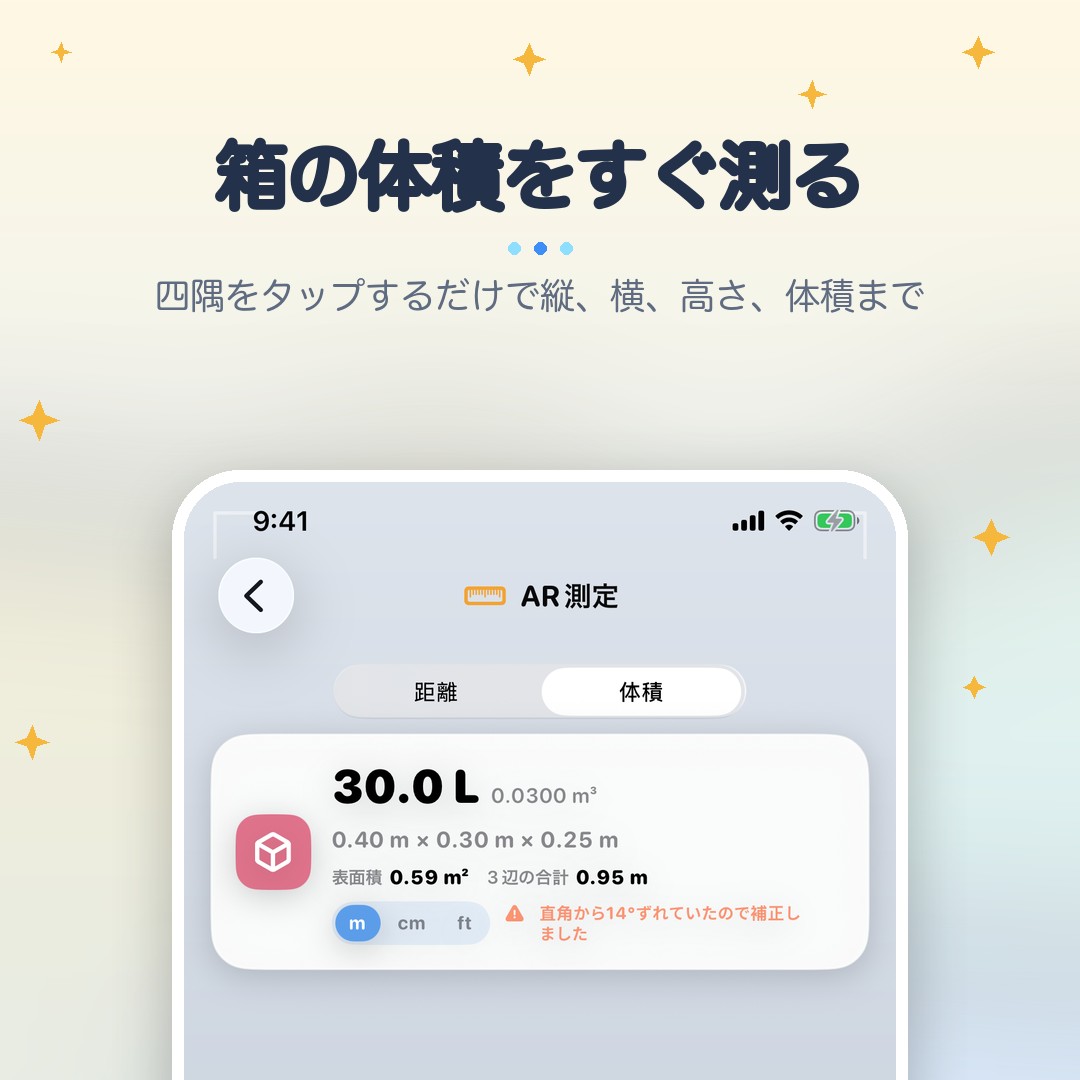 箱の体積をすぐ測る
四隅をタップするだけで縦、横、高さ、体積まで
9:41
AR測定
距離 体積
30.0 L 0.0300 m³
0.40 m × 0.30 m × 0.25 m
表面積 0.59 m² 3辺の合計 0.95 m
m cm ft
直角から14°ずれていたので補正し
ました